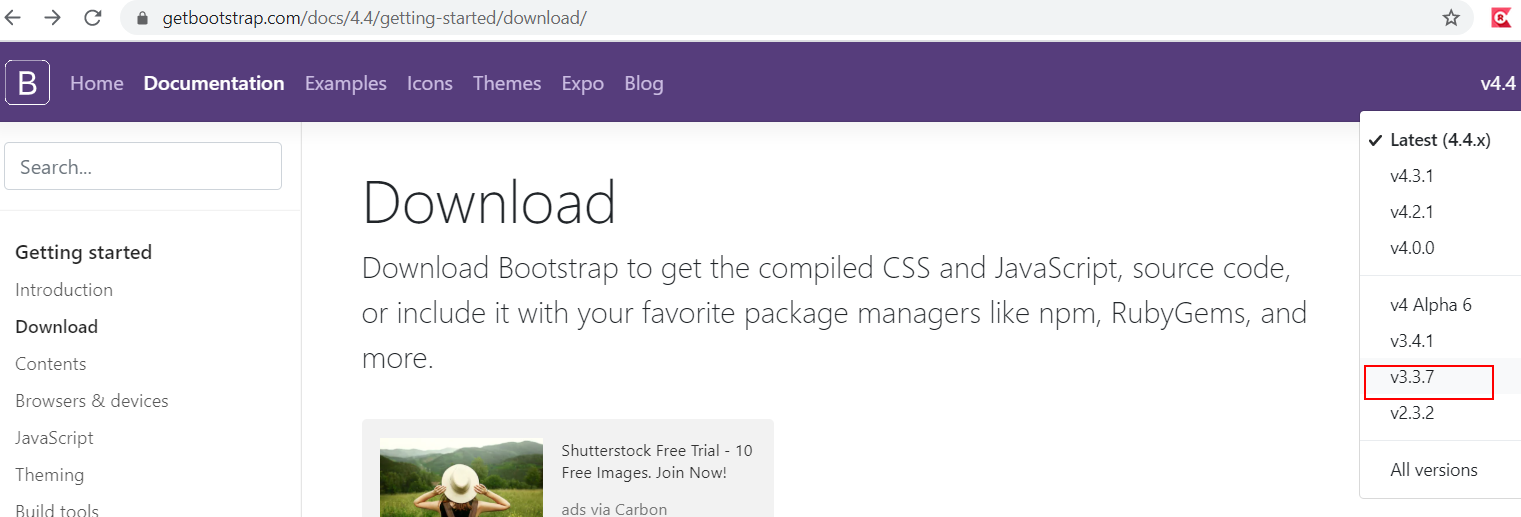 getbootstrap.com/docs/4.4/getting-started/download/
B Home Documentation Examples Icons Themes Expo Blog v4.4
Latest (4.4.x)
v4.3.1
v4.2.1
v4.0.0
v4 Alpha 6
v3.4.1
v3.3.7
v2.3.2
All versions
Search...
Getting started
Introduction
Download
Contents
Browsers & devices
JavaScript
Theming
Build tools
Download
Download Bootstrap to get the compiled CSS and JavaScript, source code,
or include it with your favorite package managers like npm, RubyGems, and
more.
Shutterstock Free Trial - 10
Free Images. Join Now!
ads via Carbon